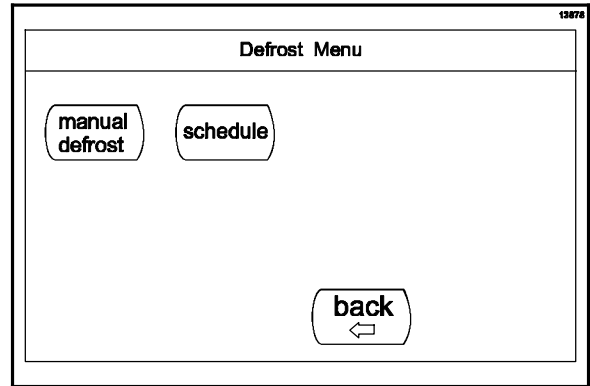 13878
Defrost Menu
manual
defrost
schedule
back